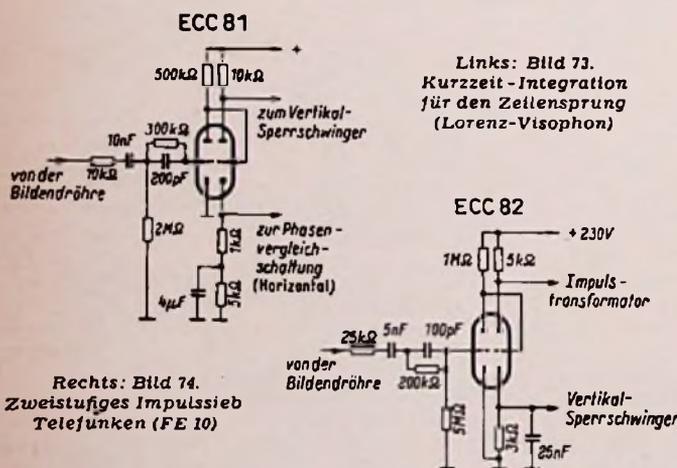 ECC 81
+
500kΩ
10kΩ
zum Vertikal-
Sperrschwinger
10nF
300kΩ
von der
Bildendröhre
10kΩ
200pF
2MΩ
1kΩ
zur Phasen-
vergleich-
schaltung
(Horizontal)
4µF
5kΩ
Links: Bild 73.
Kurzzeit-Integration
für den Zeilensprung
(Lorenz-Visophon)
ECC 82
+ 230V
1MΩ
5kΩ
Impuls-
transformator
25kΩ
5nF
100pF
von der
Bildendröhre
200kΩ
5MΩ
3kΩ
Vertikal-
Sperrschwinger
25nF
Rechts: Bild 74.
Zweistufiges Impulssieb
Telefunken (FE 10)